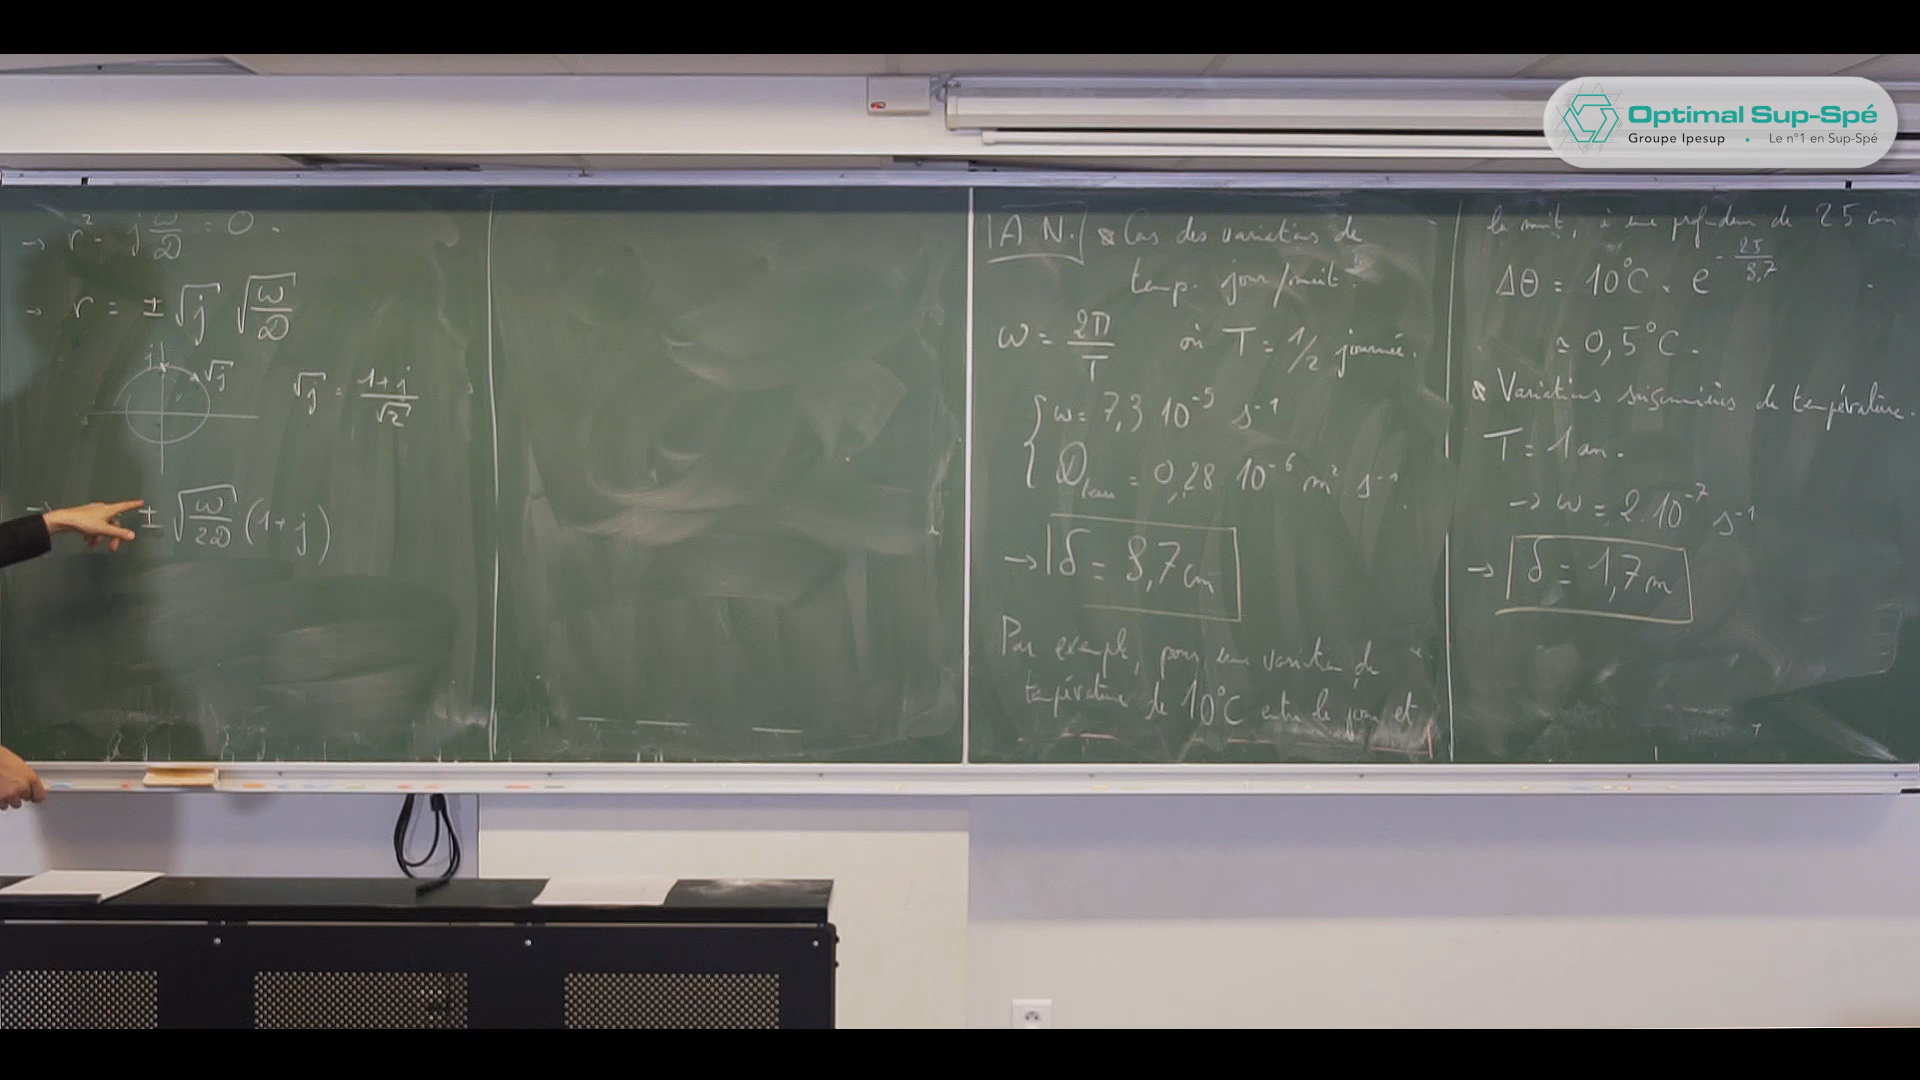 Optimal Sup-Spé
Groupe Ipesup • Le n°1 en Sup-Spé
→ r² - j ω/D = 0.
→ r = ± √j √(ω/D)
j √j
√j = (1+j)/√2
→ ± √(ω/2D) (1+j)
A.N. Cas des variations de
temp. jour/nuit.
ω = 2π/T où T = 1/2 journée.
ω = 7,3 10⁻⁵ s⁻¹
D = 0,28 10⁻⁶ m² s⁻¹
→ δ = 8,7 cm
Par exemple, pour une variation de
température de 10°C entre le jour et
la nuit, à une profondeur de 25 cm
Δθ = 10°C × e^(-25/8,7)
≈ 0,5°C.
Variations saisonnières de température.
T = 1 an.
→ ω = 2.10⁻⁷ s⁻¹
→ δ = 1,7 m